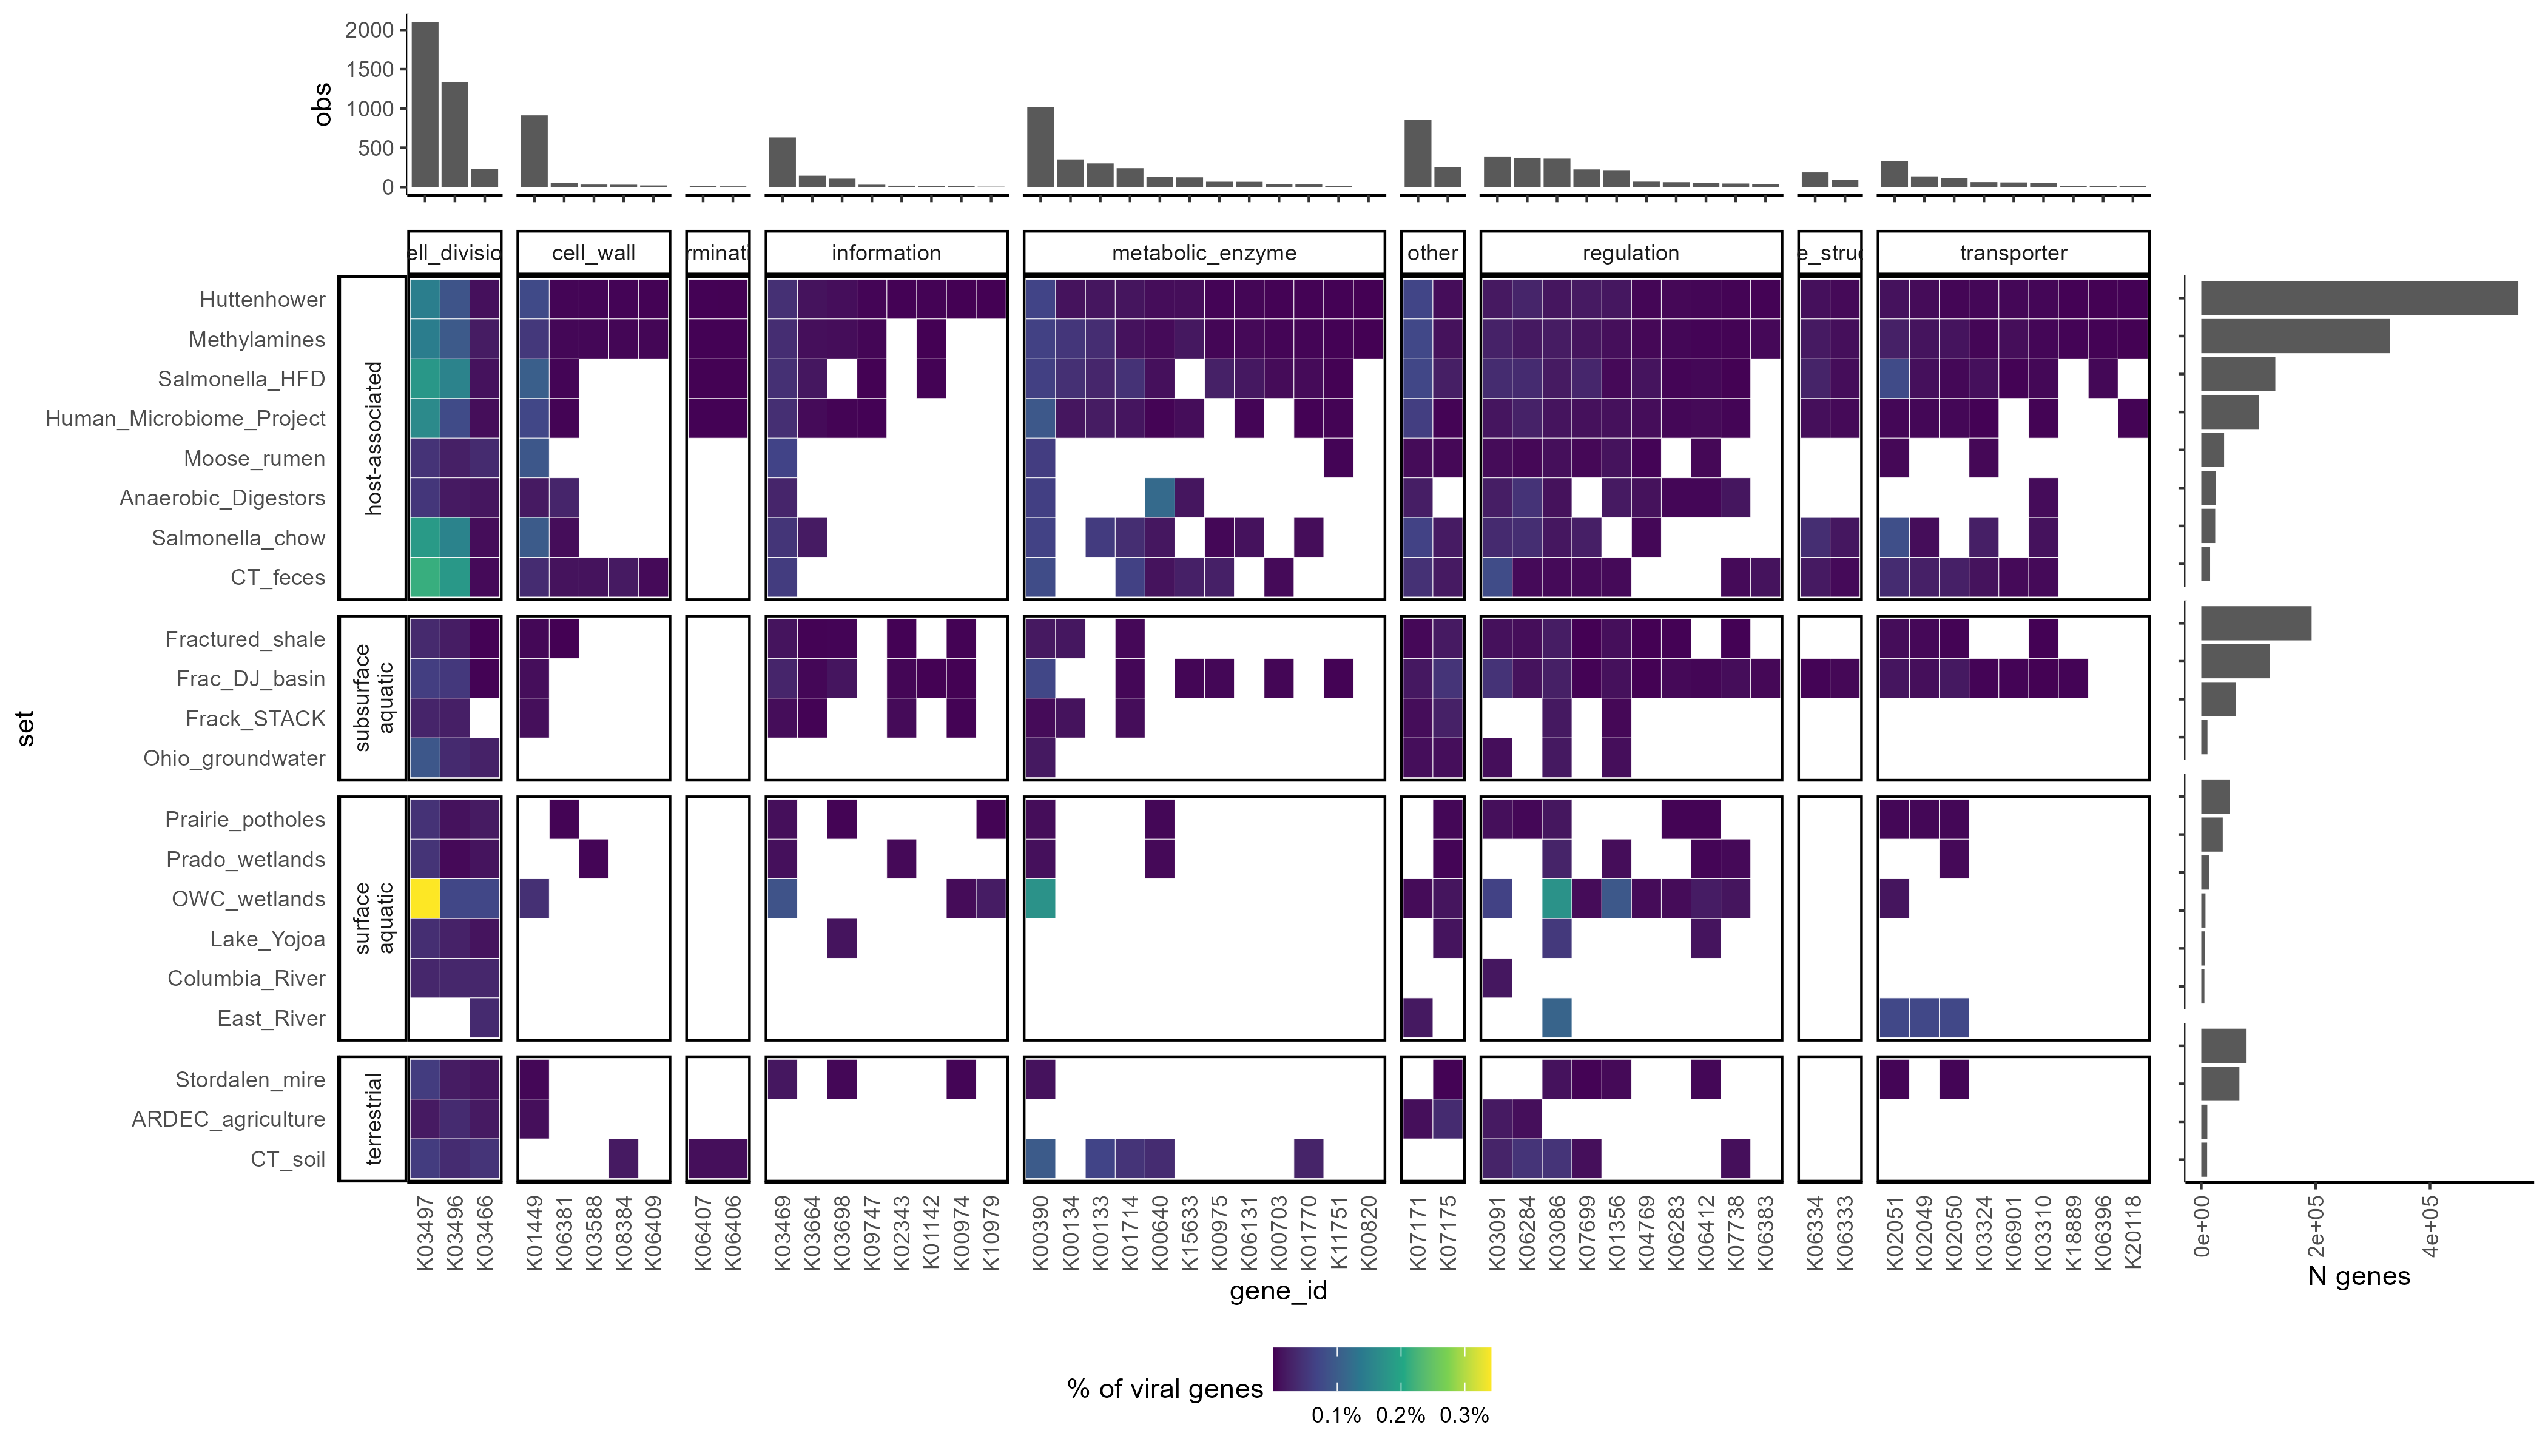 2000
1500
1000
500
0
obs
ell_divisio
cell_wall
rminati
information
metabolic_enzyme
other
regulation
e_struc
transporter
set
host-associated
Huttenhower
Methylamines
Salmonella_HFD
Human_Microbiome_Project
Moose_rumen
Anaerobic_Digestors
Salmonella_chow
CT_feces
subsurface
aquatic
Fractured_shale
Frac_DJ_basin
Frack_STACK
Ohio_groundwater
surface
aquatic
Prairie_potholes
Prado_wetlands
OWC_wetlands
Lake_Yojoa
Columbia_River
East_River
terrestrial
Stordalen_mire
ARDEC_agriculture
CT_soil
K03497
K03496
K03466
K01449
K06381
K03588
K08384
K06409
K06407
K06406
K03469
K03664
K03698
K09747
K02343
K01142
K00974
K10979
K00390
K00134
K00133
K01714
K00640
K15633
K00975
K06131
K00703
K01770
K11751
K00820
K07171
K07175
K03091
K06284
K03086
K07699
K01356
K04769
K06283
K06412
K07738
K06383
K06334
K06333
K02051
K02049
K02050
K03324
K06901
K03310
K18889
K06396
K20118
gene_id
0e+00
2e+05
4e+05
N genes
% of viral genes
0.1% 0.2% 0.3%